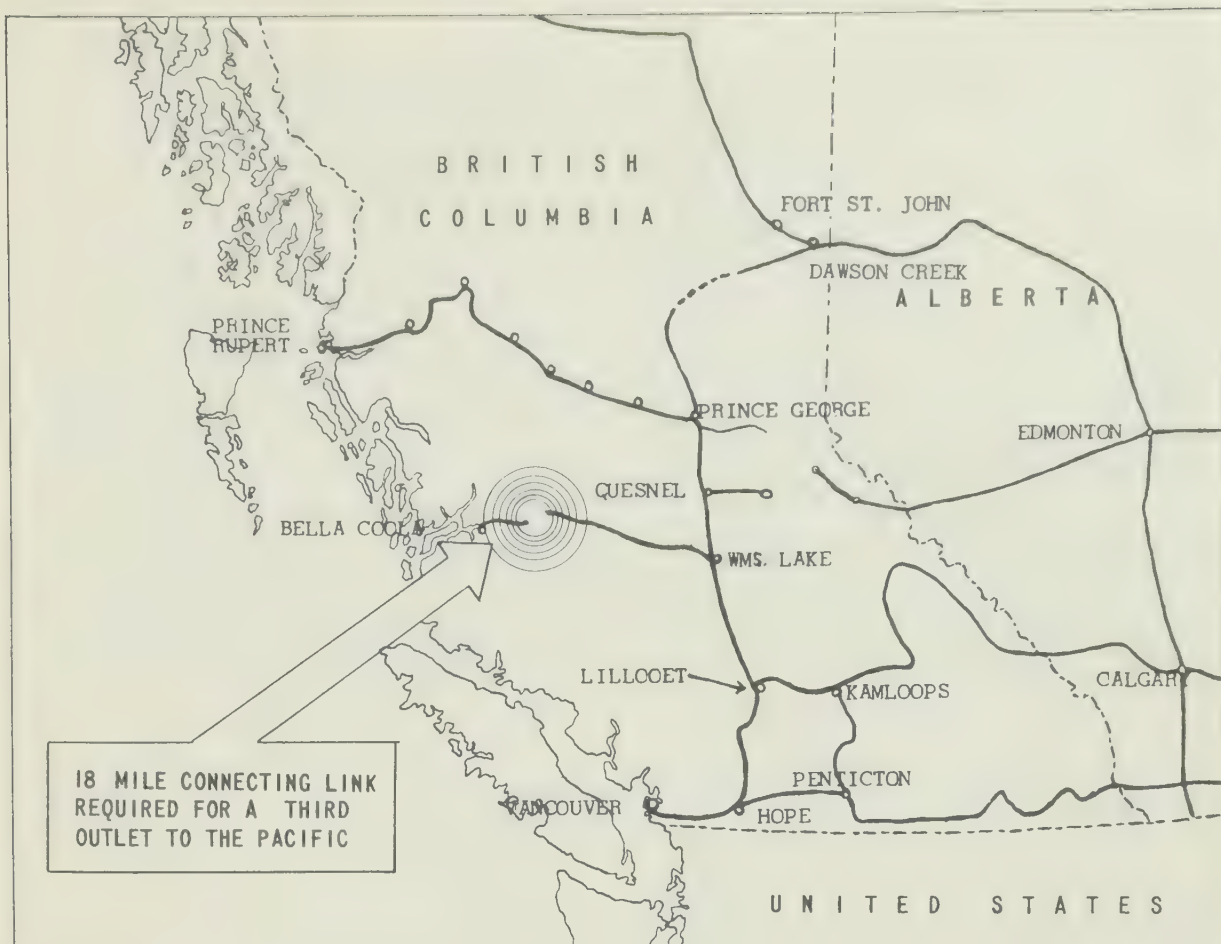 BRITISH
COLUMBIA
FORT ST. JOHN
DAWSON CREEK
ALBERTA
PRINCE
RUPERT
PRINCE GEORGE
EDMONTON
QUESNEL
BELLA COOLA
WMS. LAKE
LILLOOET
KAMLOOPS
CALGARY
PENTICTON
VANCOUVER
HOPE
18 MILE CONNECTING LINK
REQUIRED FOR A THIRD
OUTLET TO THE PACIFIC
UNITED STATES